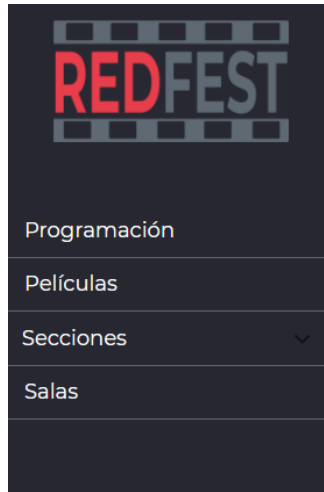 REDFEST
Programación
Películas
Secciones
Salas